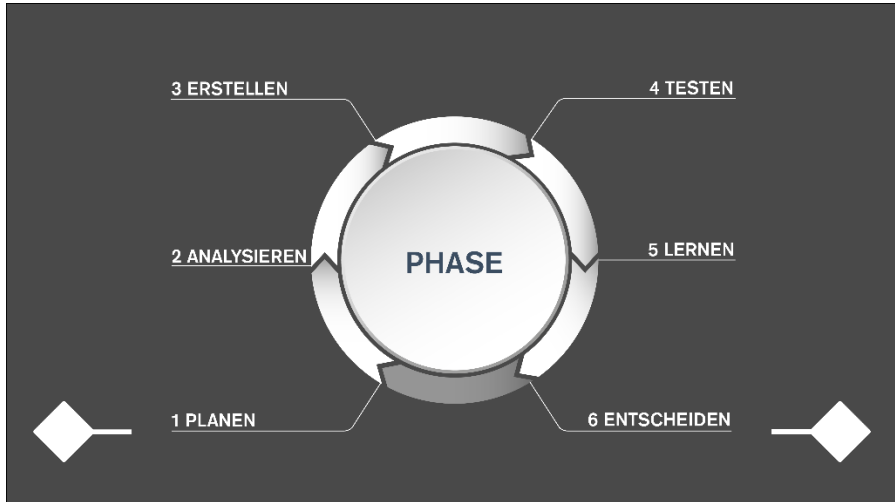 3 ERSTELLEN
4 TESTEN
2 ANALYSIEREN
PHASE
5 LERNEN
1 PLANEN
6 ENTSCHEIDEN